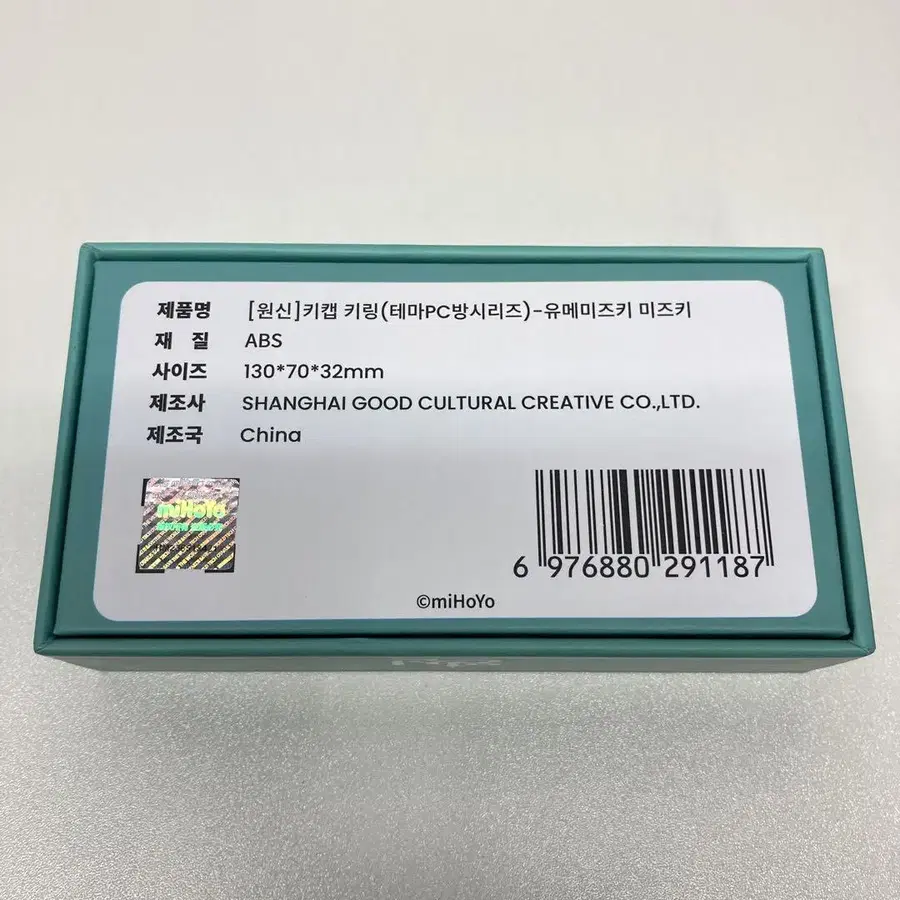 제품명 [원신]키캡 키링(테마PC방시리즈)-유메미즈키 미즈키
재 질 ABS
사이즈 130*70*32mm
제조사 SHANGHAI GOOD CULTURAL CREATIVE CO.,LTD.
제조국 China
miHoYo
6 976880 291187
©miHoYo